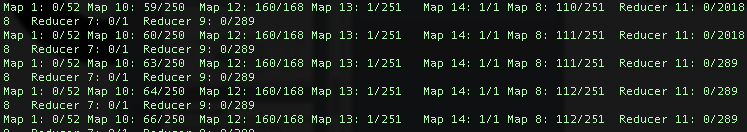 Map 1: 0/52 Map 10: 59/250  Map 12: 160/168 Map 13: 1/251   Map 14: 1/1 Map 8: 110/251  Reducer 11: 0/2018
8   Reducer 7: 0/1  Reducer 9: 0/289
Map 1: 0/52 Map 10: 60/250  Map 12: 160/168 Map 13: 1/251   Map 14: 1/1 Map 8: 111/251  Reducer 11: 0/2018
8   Reducer 7: 0/1  Reducer 9: 0/289
Map 1: 0/52 Map 10: 63/250  Map 12: 160/168 Map 13: 1/251   Map 14: 1/1 Map 8: 111/251  Reducer 11: 0/289
8   Reducer 7: 0/1  Reducer 9: 0/289
Map 1: 0/52 Map 10: 64/250  Map 12: 160/168 Map 13: 1/251   Map 14: 1/1 Map 8: 112/251  Reducer 11: 0/289
8   Reducer 7: 0/1  Reducer 9: 0/289
Map 1: 0/52 Map 10: 66/250  Map 12: 160/168 Map 13: 1/251   Map 14: 1/1 Map 8: 112/251  Reducer 11: 0/289
8   Reducer 7: 0/1  Reducer 9: 0/289